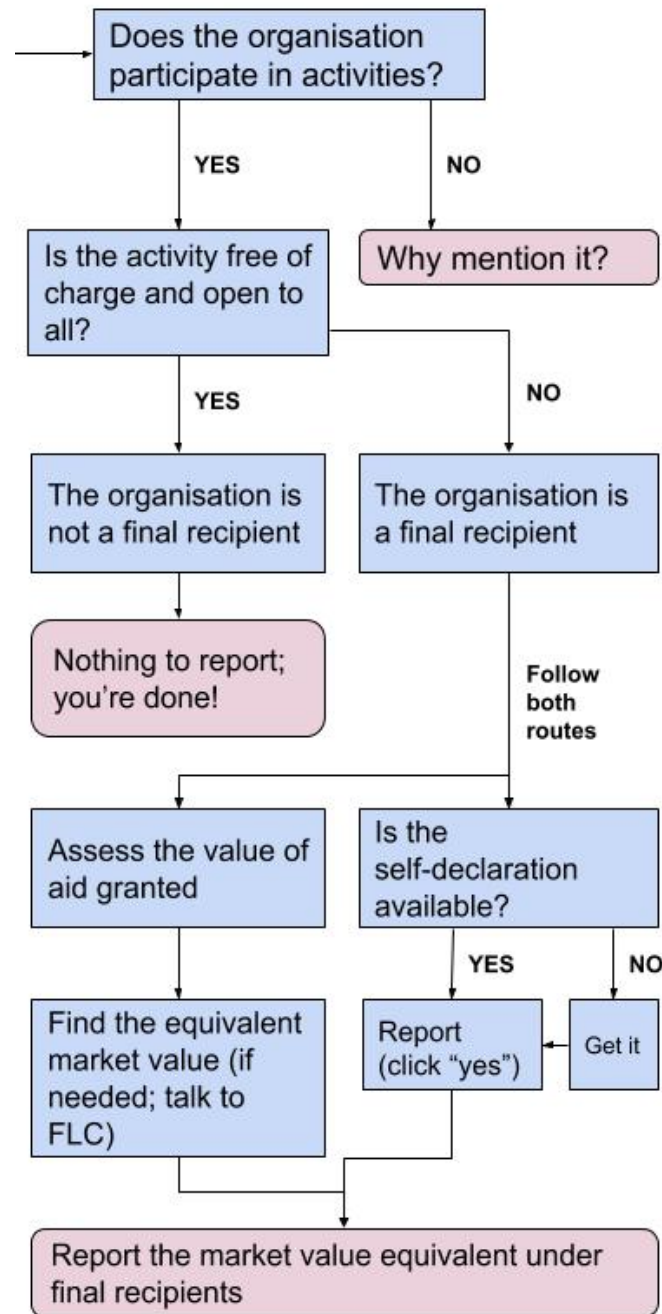 Does the organisation
participate in activities?
YES
NO
Is the activity free of
charge and open to
all?
Why mention it?
YES
NO
The organisation is
not a final recipient
The organisation is
a final recipient
Nothing to report;
you’re done!
Follow
both
routes
Assess the value of
aid granted
Is the
self-declaration
available?
YES
NO
Find the equivalent
market value (if
needed; talk to
FLC)
Report
(click “yes”)
Get it
Report the market value equivalent under
final recipients